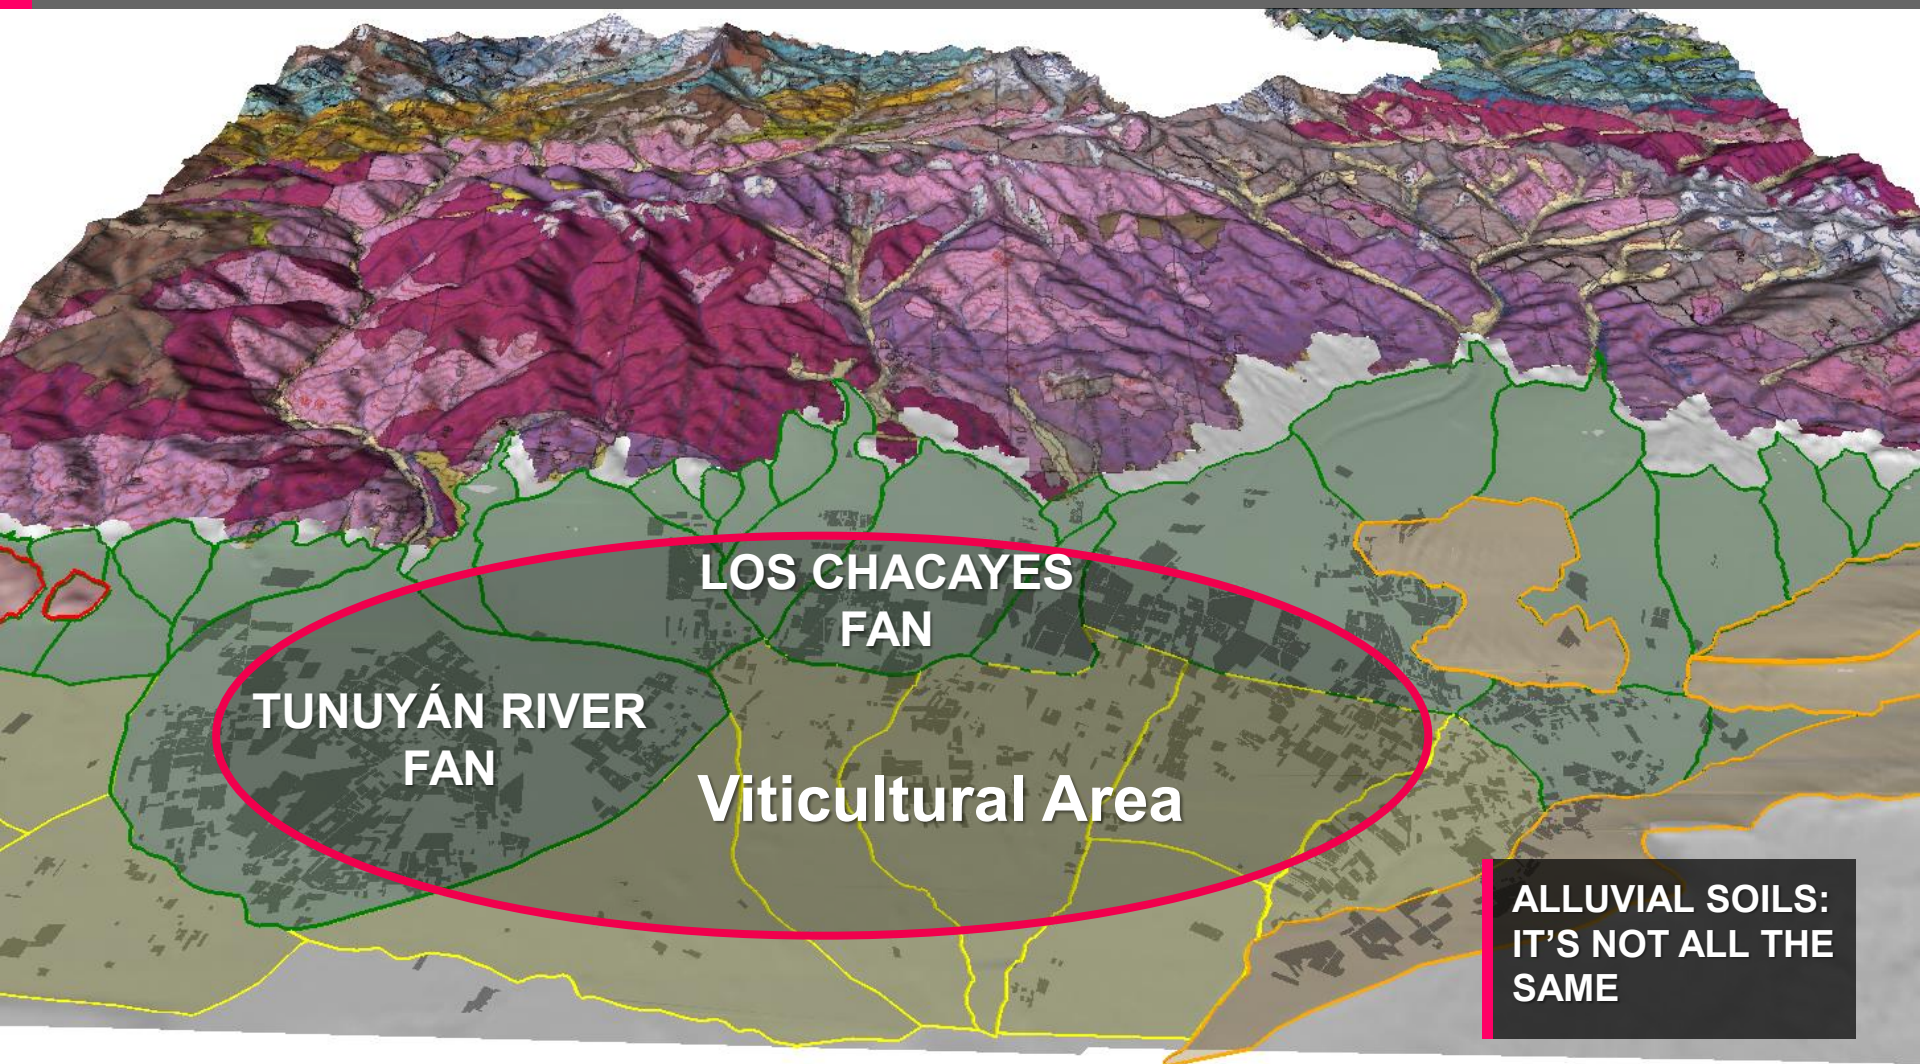 LOS CHACAYES
FAN
TUNUYÁN RIVER
FAN
Viticultural Area
ALLUVIAL SOILS:
IT’S NOT ALL THE
SAME